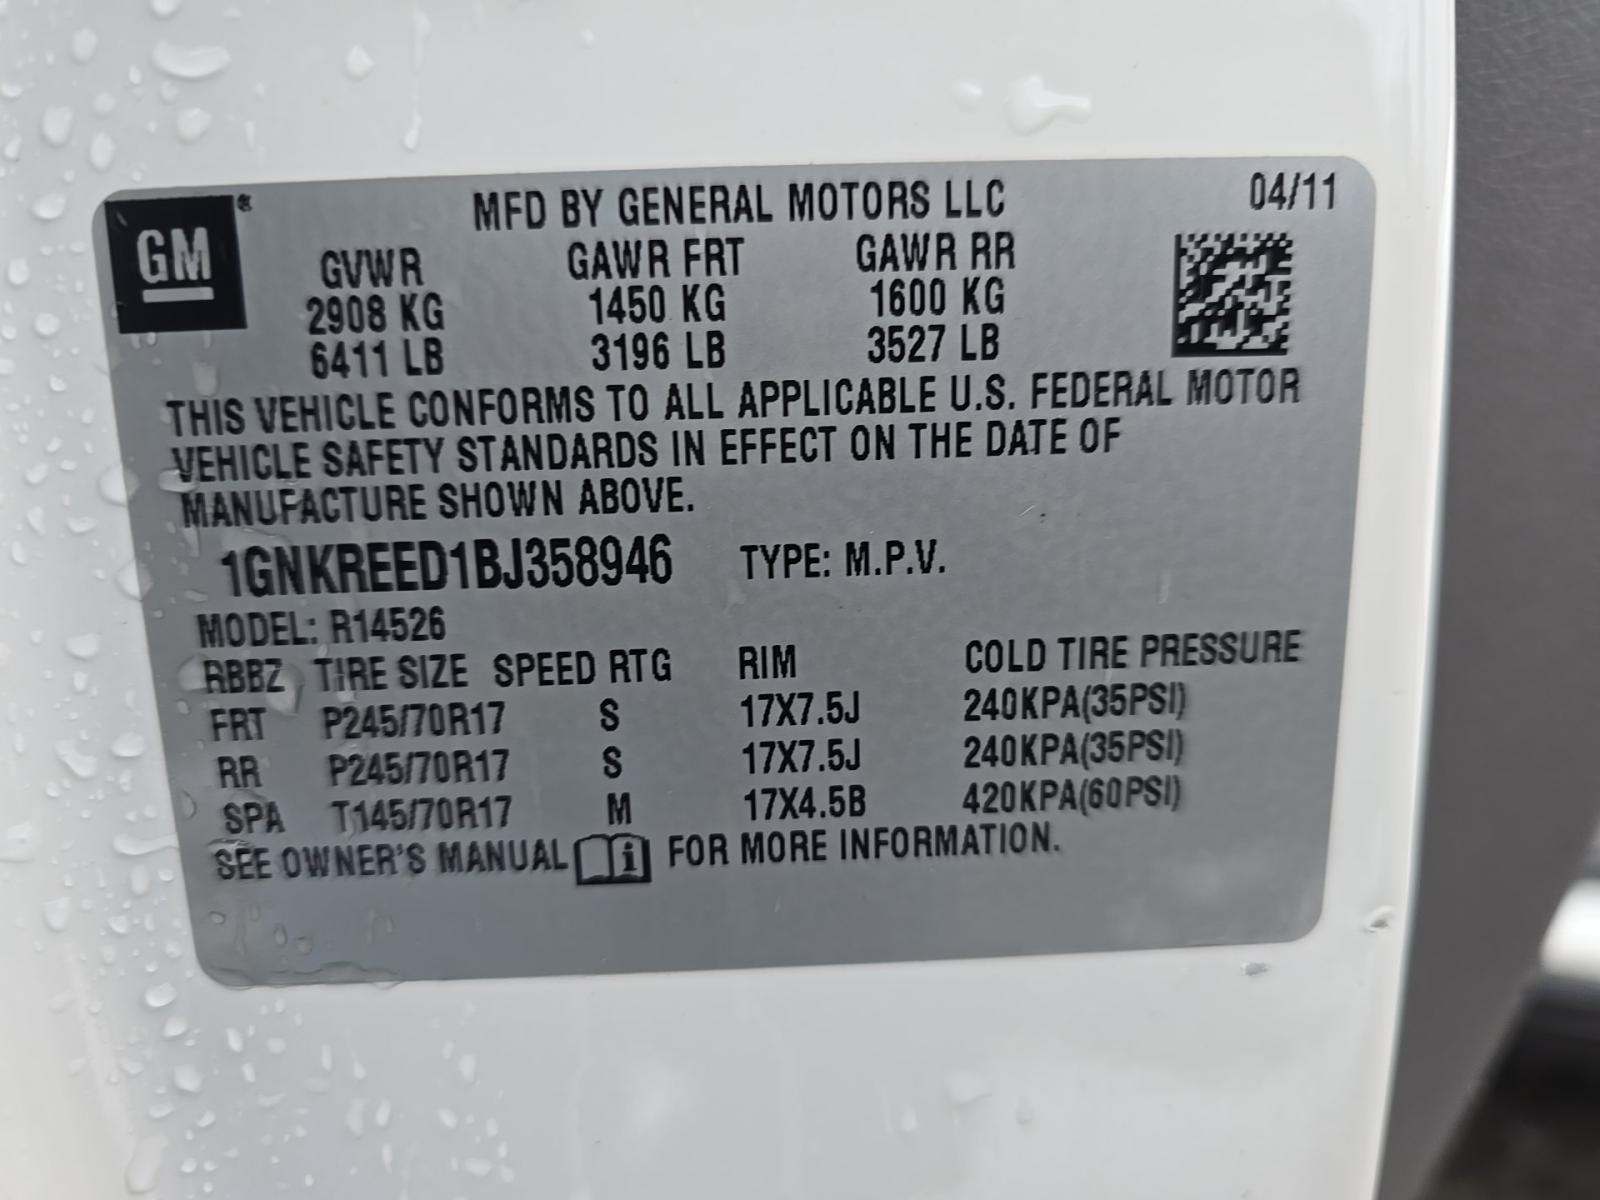 GM ®
MFD BY GENERAL MOTORS LLC 04/11
GVWR GAWR FRT GAWR RR
2908 KG 1450 KG 1600 KG
6411 LB 3196 LB 3527 LB
THIS VEHICLE CONFORMS TO ALL APPLICABLE U.S. FEDERAL MOTOR
VEHICLE SAFETY STANDARDS IN EFFECT ON THE DATE OF
MANUFACTURE SHOWN ABOVE.
1GNKREED1BJ358946 TYPE: M.P.V.
MODEL: R14526
RBBZ TIRE SIZE SPEED RTG RIM COLD TIRE PRESSURE
FRT P245/70R17 S 17X7.5J 240KPA(35PSI)
RR P245/70R17 S 17X7.5J 240KPA(35PSI)
SPA T145/70R17 M 17X4.5B 420KPA(60PSI)
SEE OWNER'S MANUAL i FOR MORE INFORMATION.